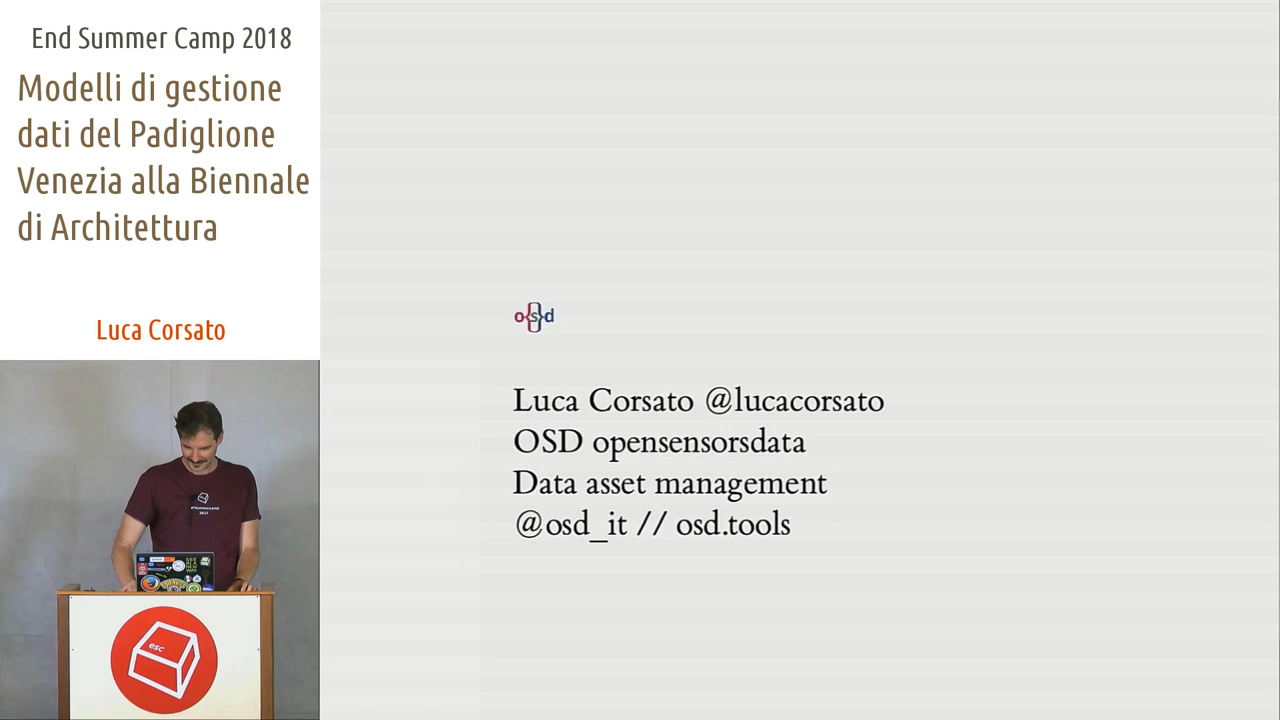 End Summer Camp 2018
Modelli di gestione
dati del Padiglione
Venezia alla Biennale
di Architettura
Luca Corsato
o{s}d
Luca Corsato @lucacorsato
OSD opensensorsdata
Data asset management
@osd_it // osd.tools
esc